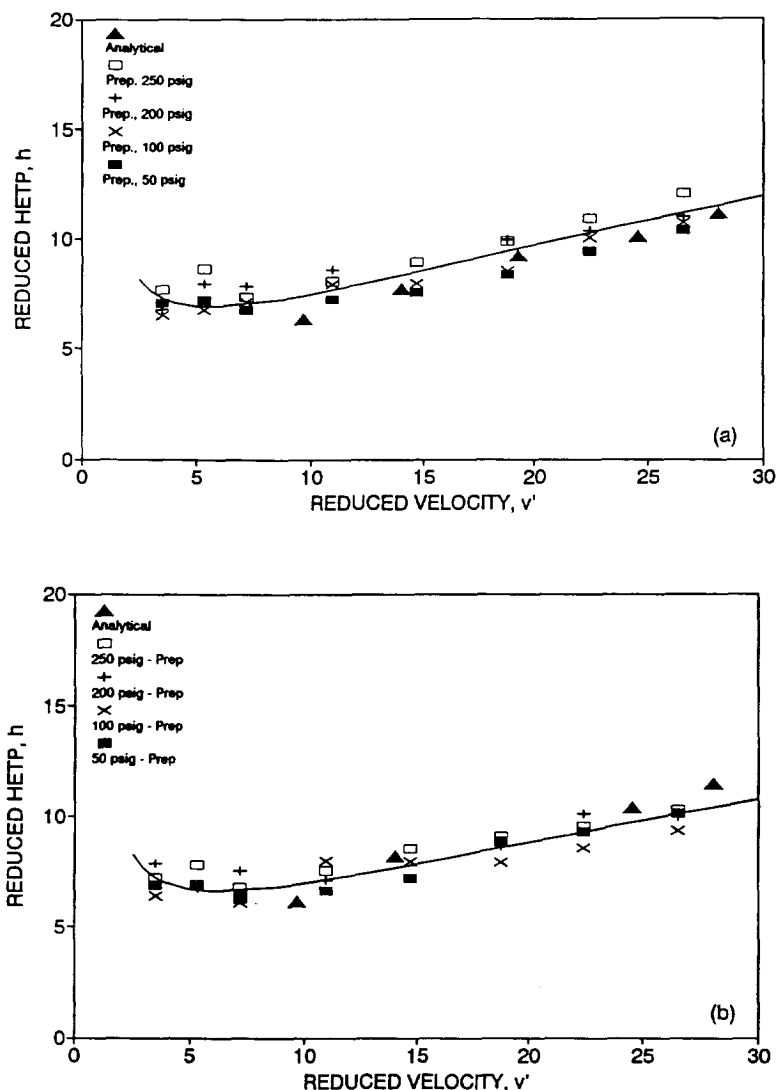 20
Analytical
Prep. 250 psig
Prep., 200 psig
15
Prep., 100 psig
Prep., 50 psig
REDUCED HETP, h
10
5
(a)
0
0 5 10 15 20 25 30
REDUCED VELOCITY, v'
20
Analytical
250 psig - Prep
200 psig - Prep
15
100 psig - Prep
50 psig - Prep
REDUCED HETP, h
10
5
(b)
0
0 5 10 15 20 25 30
REDUCED VELOCITY, v'